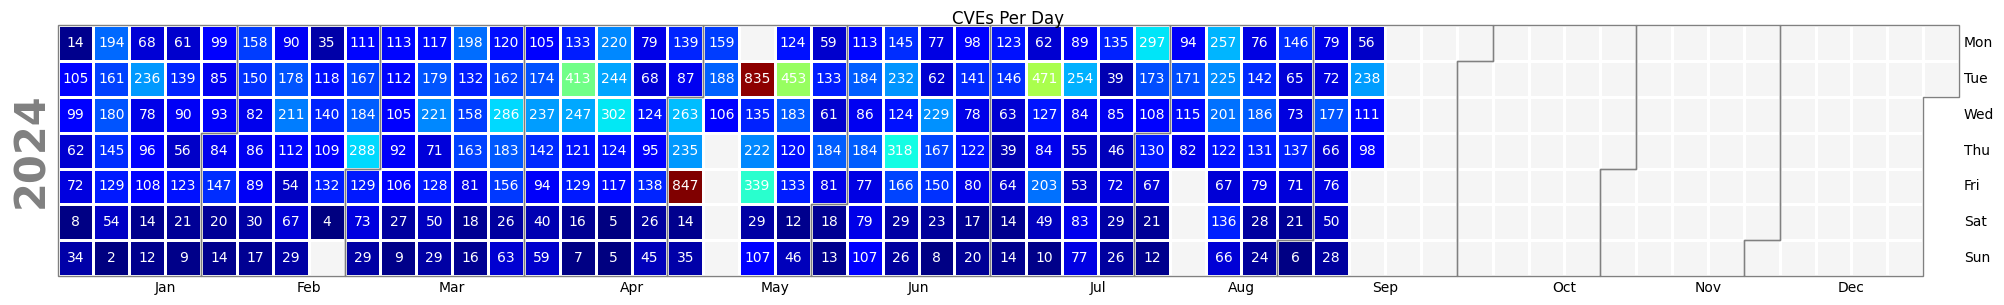 CVEs Per Day
2024
14 194 68 61 99 158 90 35 111 113 117 198 120 105 133 220 79 139 159 124 59 113 145 77 98 123 62 89 135 297 94 257 76 146 79 56 Mon
105 161 236 139 85 150 178 118 167 112 179 132 162 174 413 244 68 87 188 835 453 133 184 232 62 141 146 471 254 39 173 171 225 142 65 72 238 Tue
99 180 78 90 93 82 211 140 184 105 221 158 286 237 247 302 124 263 106 135 183 61 86 124 229 78 63 127 84 85 108 115 201 186 73 177 111 Wed
62 145 96 56 84 86 112 109 288 92 71 163 183 142 121 124 95 235 222 120 184 184 318 167 122 39 84 55 46 130 82 122 131 137 66 98 Thu
72 129 108 123 147 89 54 132 129 106 128 81 156 94 129 117 138 847 339 133 81 77 166 150 80 64 203 53 72 67 67 79 71 76 Fri
8 54 14 21 20 30 67 4 73 27 50 18 26 40 16 5 26 14 29 12 18 79 29 23 17 14 49 83 29 21 136 28 21 50 Sat
34 2 12 9 14 17 29 29 9 29 16 63 59 7 5 45 35 107 46 13 107 26 8 20 14 10 77 26 12 66 24 6 28 Sun
Jan Feb Mar Apr May Jun Jul Aug Sep Oct Nov Dec